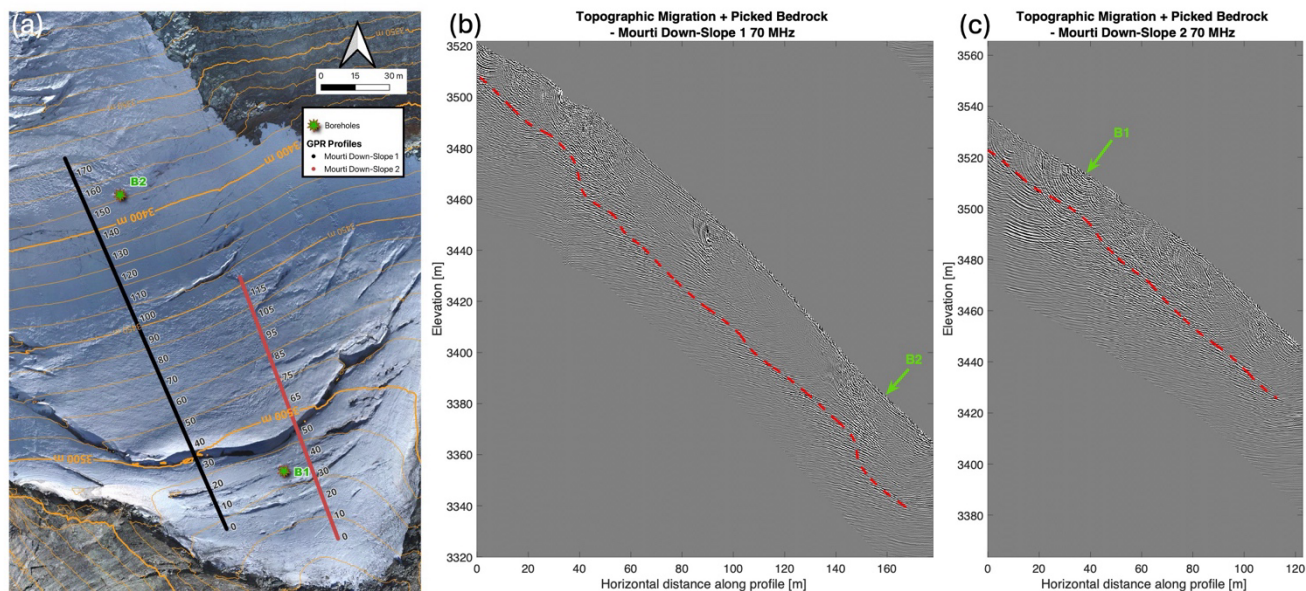 (a)
3350 m
0 15 30 m
Boreholes
GPR Profiles
Mourti Down-Slope 1
Mourti Down-Slope 2
3400 m
170
160
150
140
130
120
110
100
90
80
70
60
50
40
30
20
10
0
B2
3400 m
3450 m
115
105
95
85
75
65
50
40
30
20
10
0
3500 m
3500 m
B1
(b)
Topographic Migration + Picked Bedrock
- Mourti Down-Slope 1 70 MHz
Elevation [m]
3520
3500
3480
3460
3440
3420
3400
3380
3360
3340
3320
B2
0 20 40 60 80 100 120 140 160
Horizontal distance along profile [m]
(c)
Topographic Migration + Picked Bedrock
- Mourti Down-Slope 2 70 MHz
Elevation [m]
3560
3540
3520
3500
3480
3460
3440
3420
3400
3380
B1
0 20 40 60 80 100 120
Horizontal distance along profile [m]